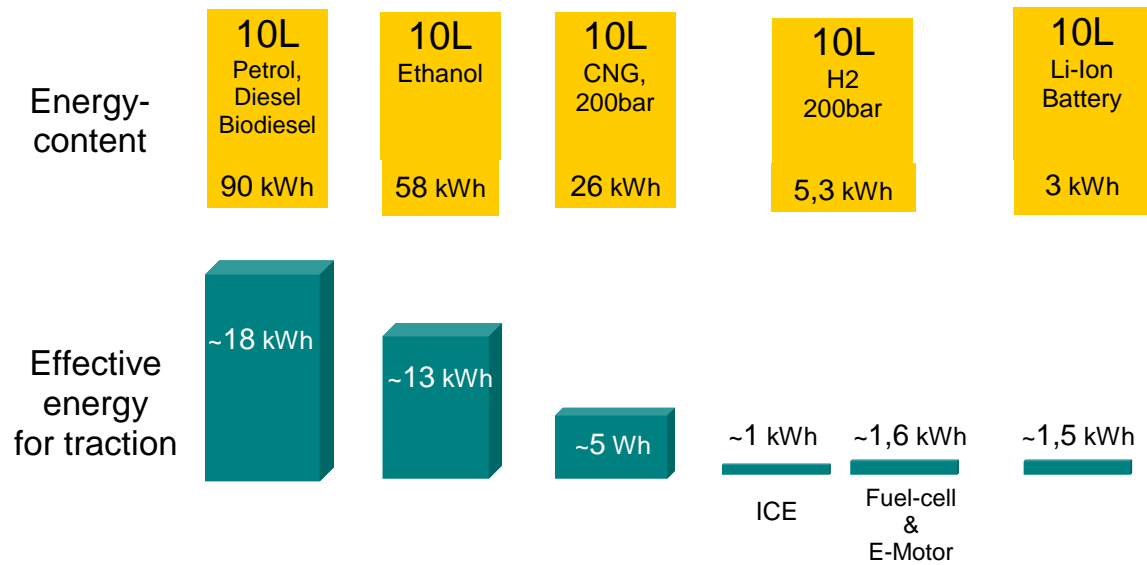 Energy-
content
10L
Petrol,
Diesel
Biodiesel
90 kWh
10L
Ethanol
58 kWh
10L
CNG,
200bar
26 kWh
10L
H2
200bar
5,3 kWh
10L
Li-Ion
Battery
3 kWh
Effective
energy
for traction
~18 kWh
~13 kWh
~5 Wh
~1 kWh
ICE
~1,6 kWh
Fuel-cell
&
E-Motor
~1,5 kWh